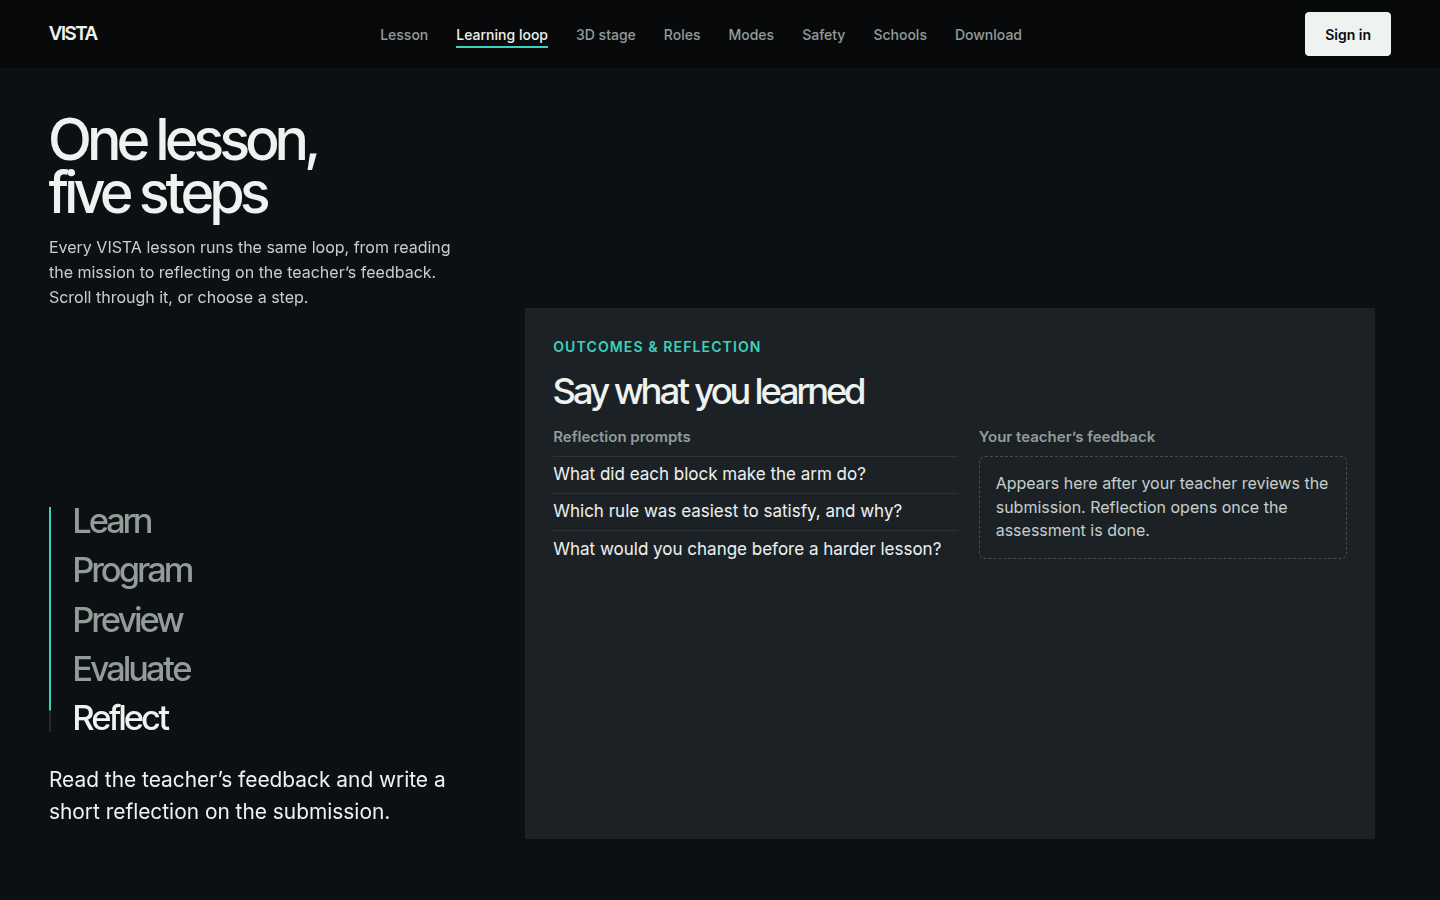 VISTA
Lesson
Learning loop
3D stage
Roles
Modes
Safety
Schools
Download
Sign in
One lesson,
five steps
Every VISTA lesson runs the same loop, from reading
the mission to reflecting on the teacher’s feedback.
Scroll through it, or choose a step.
Learn
Program
Preview
Evaluate
Reflect
Read the teacher’s feedback and write a
short reflection on the submission.
OUTCOMES & REFLECTION
Say what you learned
Reflection prompts
What did each block make the arm do?
Which rule was easiest to satisfy, and why?
What would you change before a harder lesson?
Your teacher’s feedback
Appears here after your teacher reviews the
submission. Reflection opens once the
assessment is done.